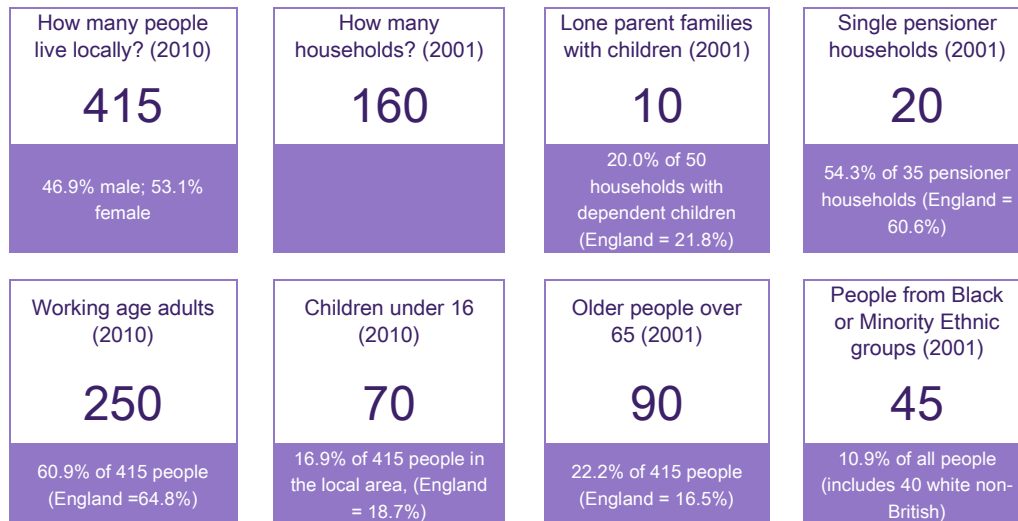 How many people
live locally? (2010)
415
46.9% male; 53.1%
female
How many
households? (2001)
160
Lone parent families
with children (2001)
10
20.0% of 50
households with
dependent children
(England = 21.8%)
Single pensioner
households (2001)
20
54.3% of 35 pensioner
households (England =
60.6%)
Working age adults
(2010)
250
60.9% of 415 people
(England =64.8%)
Children under 16
(2010)
70
16.9% of 415 people in
the local area, (England
= 18.7%)
Older people over
65 (2001)
90
22.2% of 415 people
(England = 16.5%)
People from Black
or Minority Ethnic
groups (2001)
45
10.9% of all people
(includes 40 white non-
British)